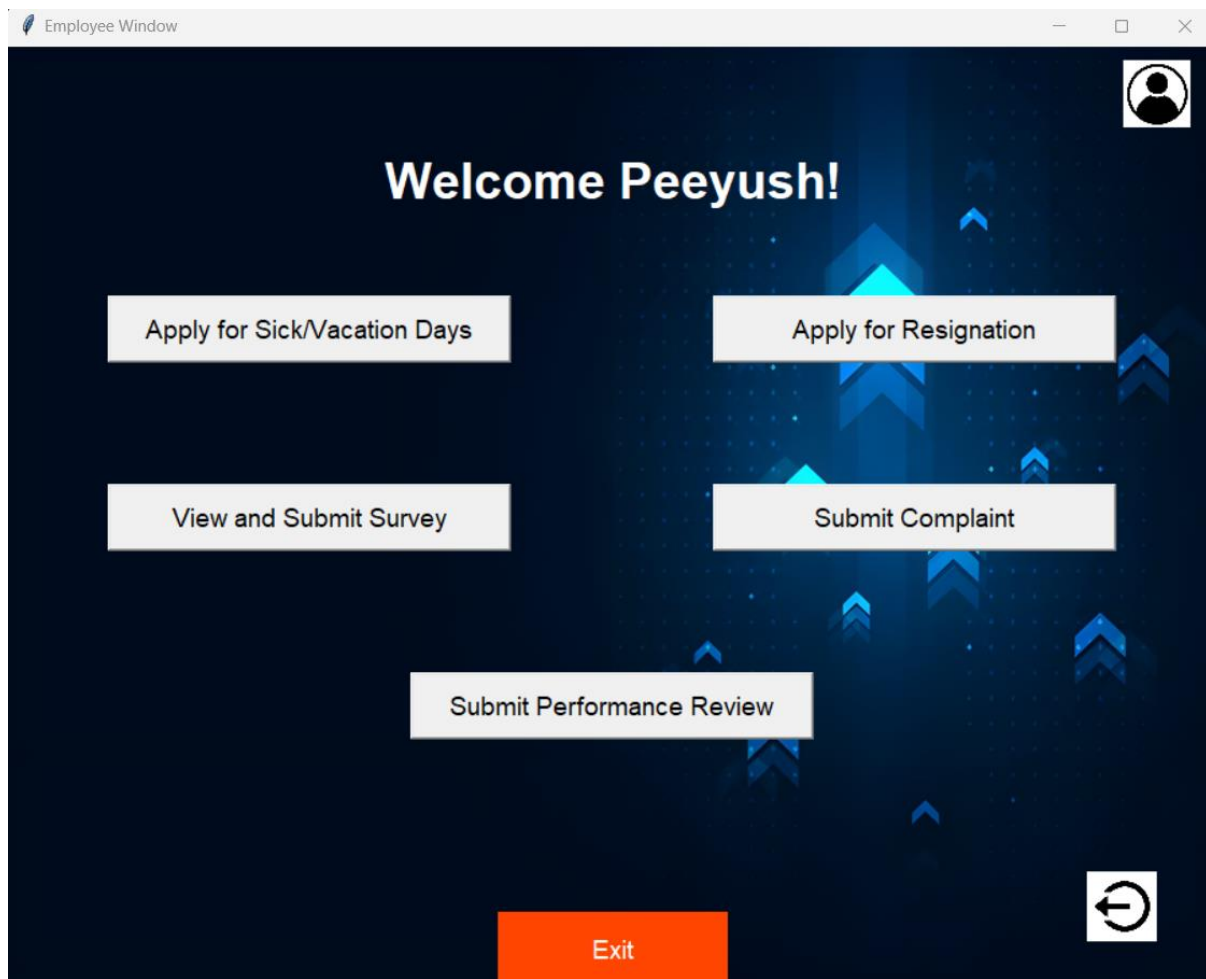 Employee Window
Welcome Peeyush!
Apply for Sick/Vacation Days
Apply for Resignation
View and Submit Survey
Submit Complaint
Submit Performance Review
Exit